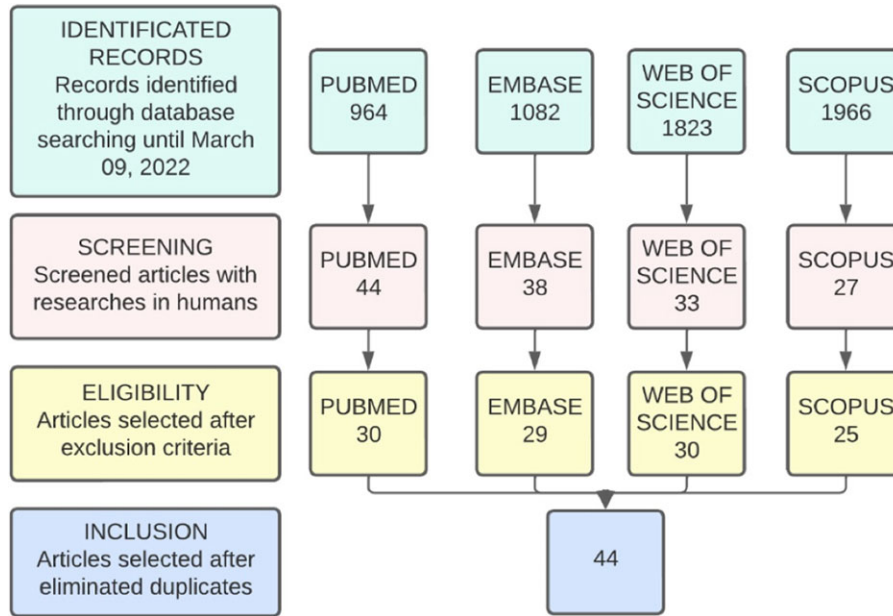 IDENTIFICATED
RECORDS
Records identified
through database
searching until March
09, 2022
PUBMED
964
EMBASE
1082
WEB OF
SCIENCE
1823
SCOPUS
1966
SCREENING
Screened articles with
researches in humans
PUBMED
44
EMBASE
38
WEB OF
SCIENCE
33
SCOPUS
27
ELIGIBILITY
Articles selected after
exclusion criteria
PUBMED
30
EMBASE
29
WEB OF
SCIENCE
30
SCOPUS
25
INCLUSION
Articles selected after
eliminated duplicates
44